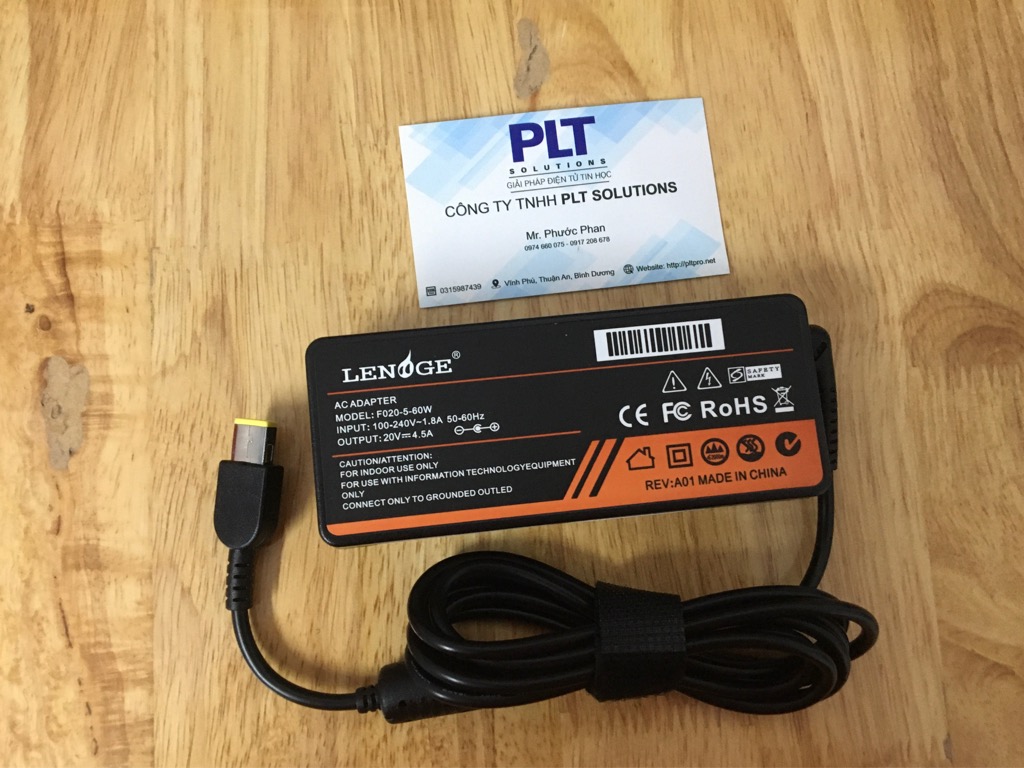 PLT
SOLUTIONS
GIẢI PHÁP ĐIỆN TỬ TIN HỌC
CÔNG TY TNHH PLT SOLUTIONS
Mr. Phước Phan
0974 660 075 - 0917 208 678
0315987439 Vĩnh Phú, Thuận An, Bình Dương Website: http://pltpro.net
LENOGE®
AC ADAPTER
MODEL: F020-5-60W
INPUT: 100-240V~1.8A 50-60Hz
OUTPUT: 20V⎓4.5A
CAUTION/ATTENTION:
FOR INDOOR USE ONLY
FOR USE WITH INFORMATION TECHNOLOGYEQUIPMENT
ONLY
CONNECT ONLY TO GROUNDED OUTLED
S SAFETY
MARK
CE FC RoHS
REV:A01 MADE IN CHINA